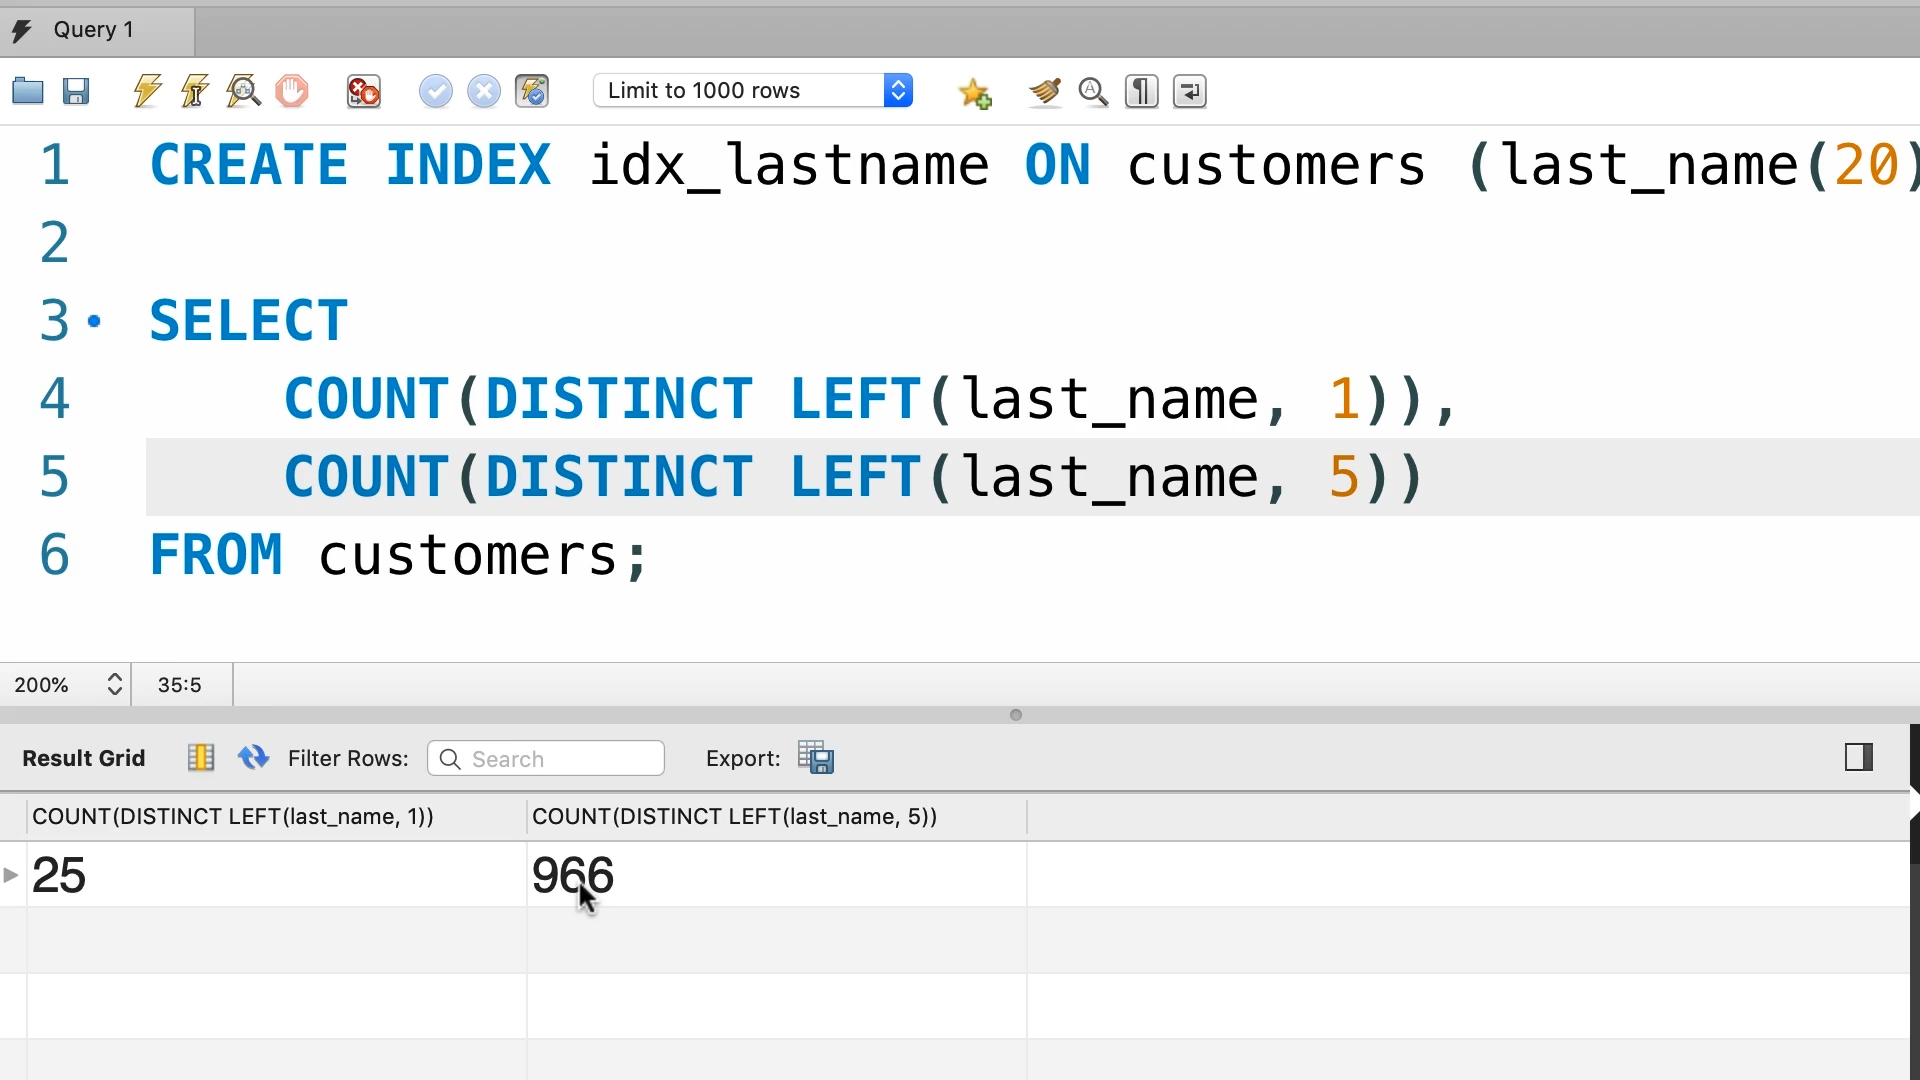 Query 1
Limit to 1000 rows
1 CREATE INDEX idx_lastname ON customers (last_name(20)
2
3 SELECT
4 COUNT(DISTINCT LEFT(last_name, 1)),
5 COUNT(DISTINCT LEFT(last_name, 5))
6 FROM customers;
200% 35:5
Result Grid Filter Rows: Search Export:
COUNT(DISTINCT LEFT(last_name, 1)) COUNT(DISTINCT LEFT(last_name, 5))
25 966